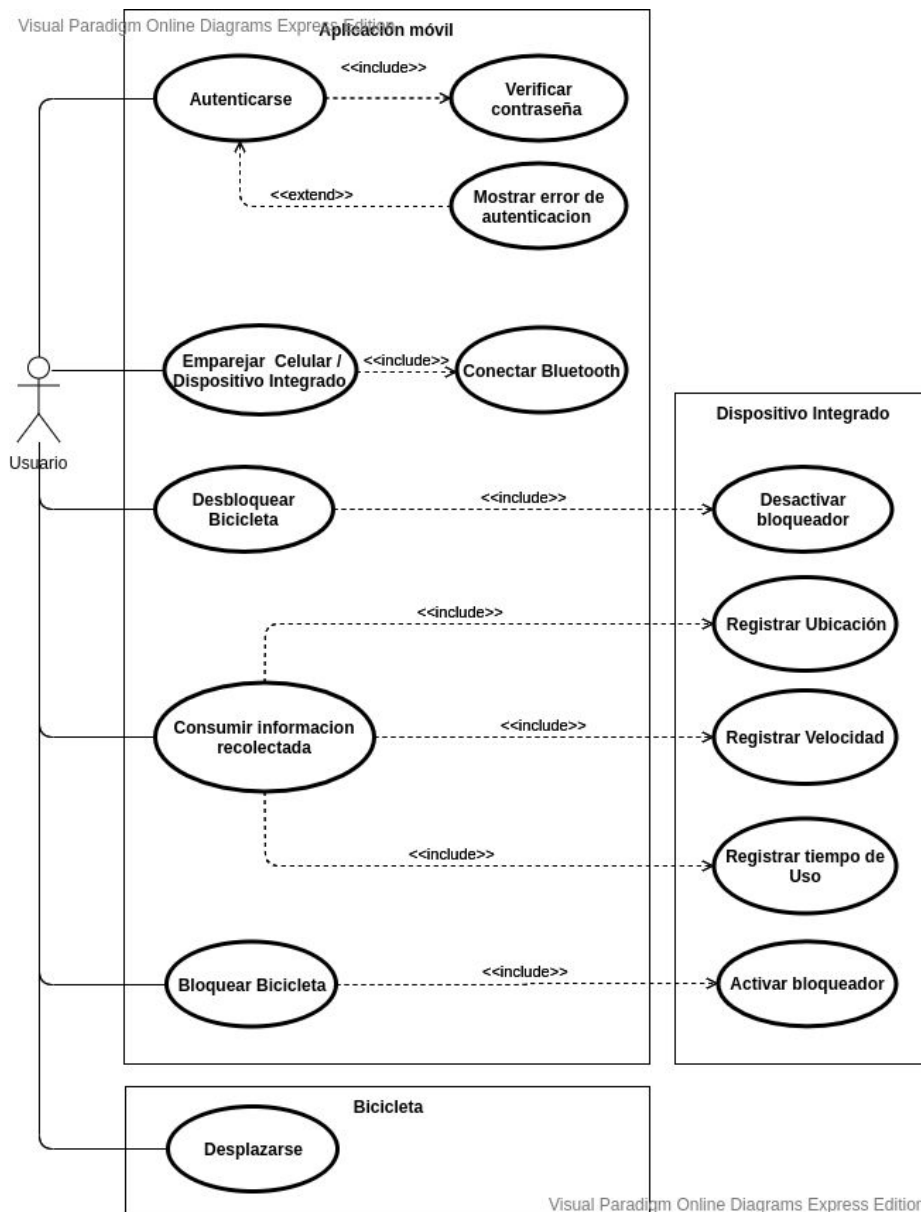 Visual Paradigm Online Diagrams Express Edition
Aplicación móvil
<<include>>
Autenticarse
Verificar
contraseña
<<extend>>
Mostrar error de
autenticacion
Emparejar Celular /
Dispositivo Integrado
<<include>>
Conectar Bluetooth
Dispositivo Integrado
Usuario
Desbloquear
Bicicleta
<<include>>
Desactivar
bloqueador
<<include>>
Registrar Ubicación
Consumir informacion
recolectada
<<include>>
Registrar Velocidad
<<include>>
Registrar tiempo de
Uso
Bloquear Bicicleta
<<include>>
Activar bloqueador
Bicicleta
Desplazarse
Visual Paradigm Online Diagrams Express Edition